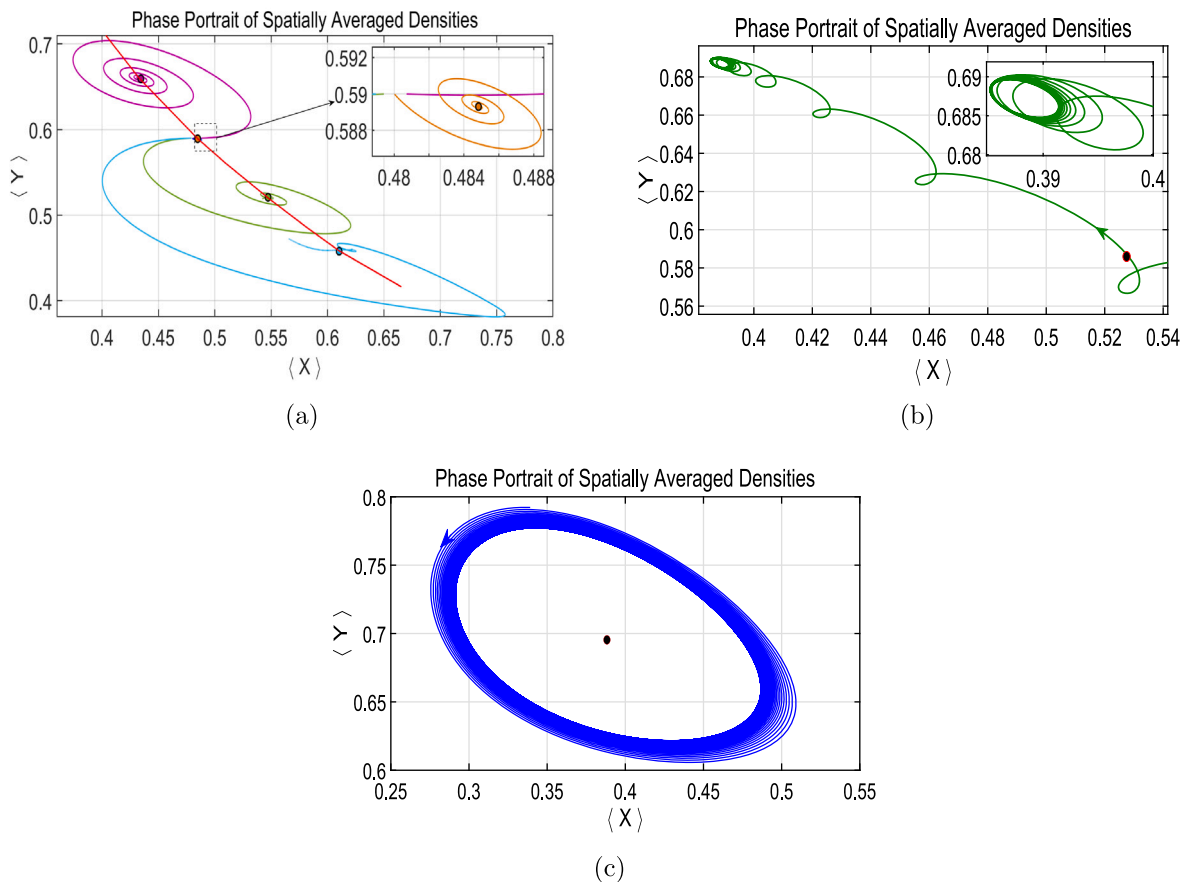 Phase Portrait of Spatially Averaged Densities
0.7
0.6
0.5
0.4
⟨ Y ⟩
0.4 0.45 0.5 0.55 0.6 0.65 0.7 0.75 0.8
⟨ X ⟩
0.592
0.59
0.588
0.48 0.484 0.488
(a)
Phase Portrait of Spatially Averaged Densities
0.68
0.66
0.64
0.62
0.6
0.58
0.56
⟨ Y ⟩
0.4 0.42 0.44 0.46 0.48 0.5 0.52 0.54
⟨ X ⟩
0.69
0.685
0.68
0.39 0.4
(b)
Phase Portrait of Spatially Averaged Densities
0.8
0.75
0.7
0.65
0.6
⟨ Y ⟩
0.25 0.3 0.35 0.4 0.45 0.5 0.55
⟨ X ⟩
(c)